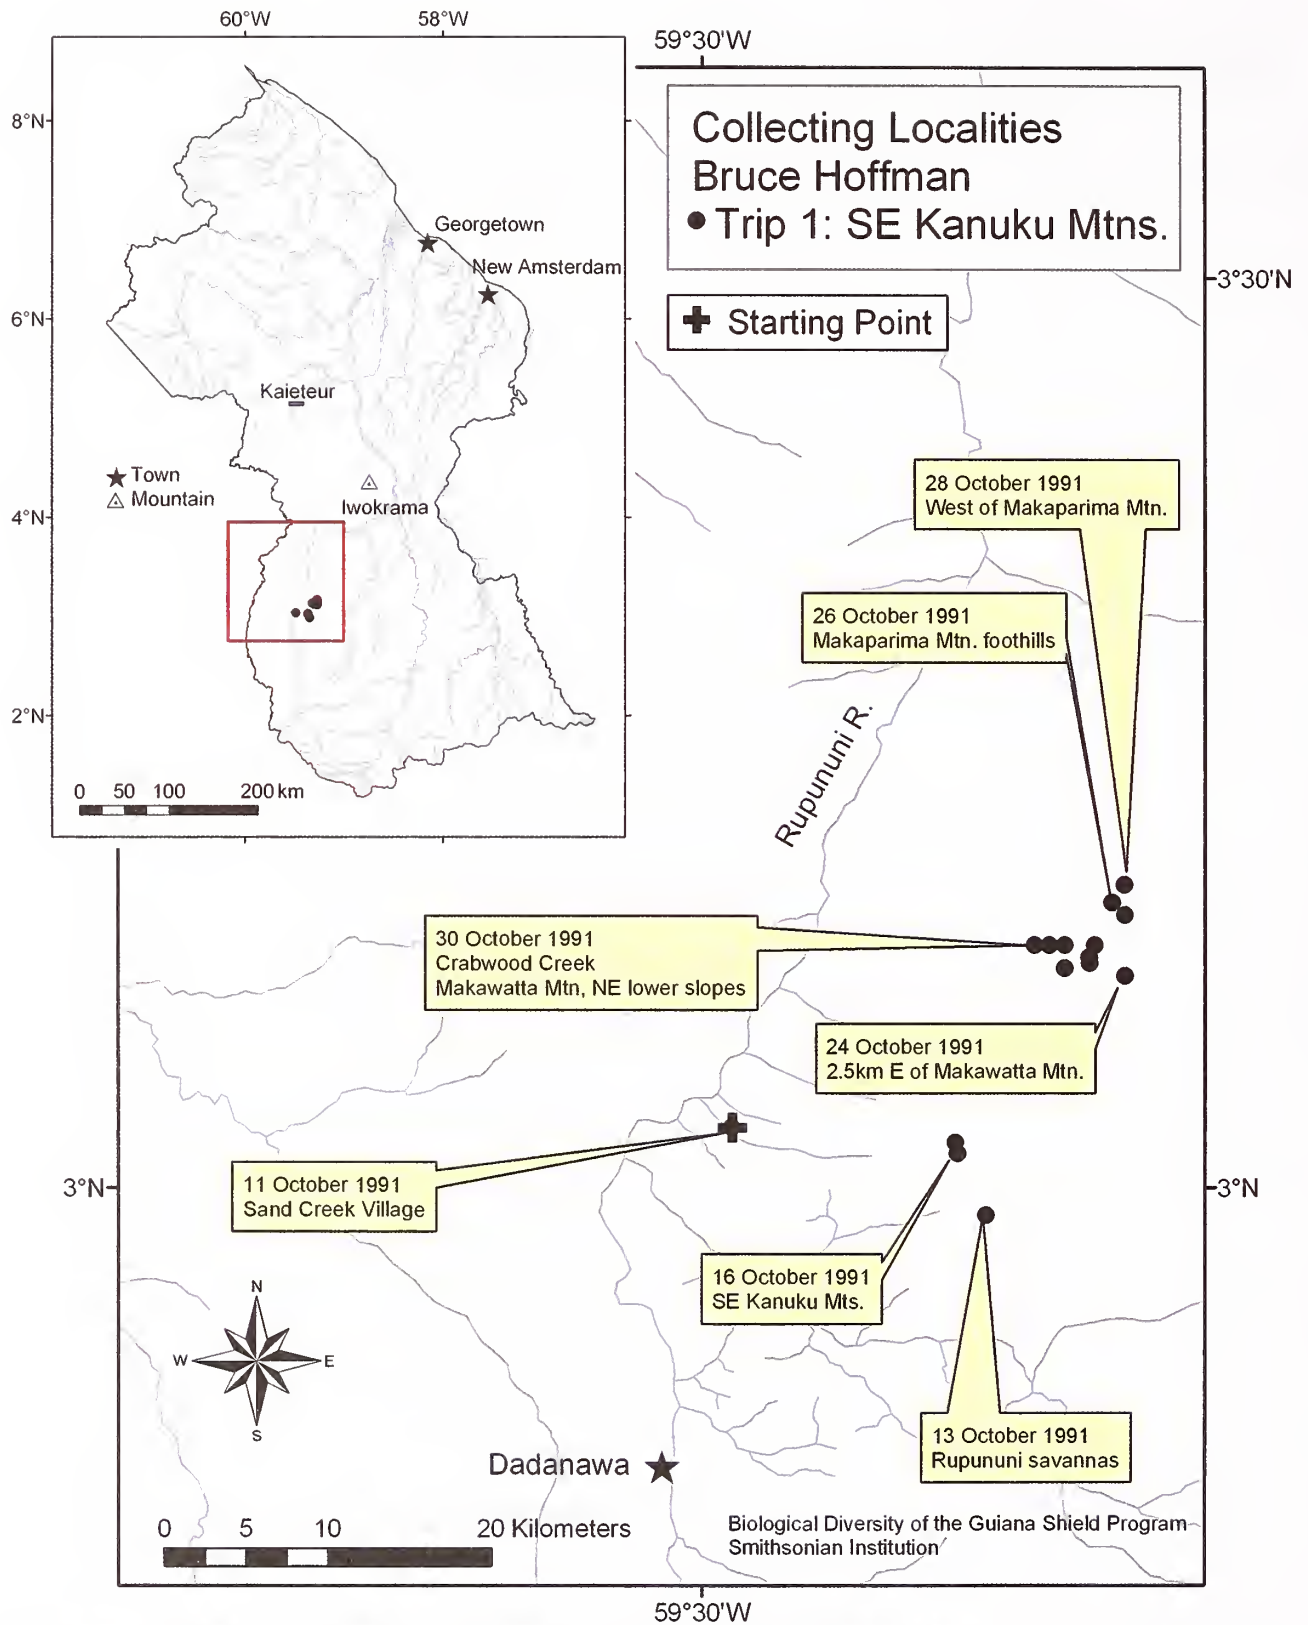 60°W
58°W
59°30'W
8°N
6°N
4°N
2°N
Georgetown
New Amsterdam
Kaieteur
Iwokrama
Town
Mountain
0 50 100 200 km
Collecting Localities
Bruce Hoffman
Trip 1: SE Kanuku Mtns.
3°30'N
Starting Point
28 October 1991
West of Makaparima Mtn.
26 October 1991
Makaparima Mtn. foothills
Rupununi R.
30 October 1991
Crabwood Creek
Makawatta Mtn, NE lower slopes
24 October 1991
2.5km E of Makawatta Mtn.
11 October 1991
Sand Creek Village
3°N
3°N
16 October 1991
SE Kanuku Mts.
13 October 1991
Rupununi savannas
N
W
E
S
Dadanawa
0 5 10 20 Kilometers
Biological Diversity of the Guiana Shield Program
Smithsonian Institution
59°30'W